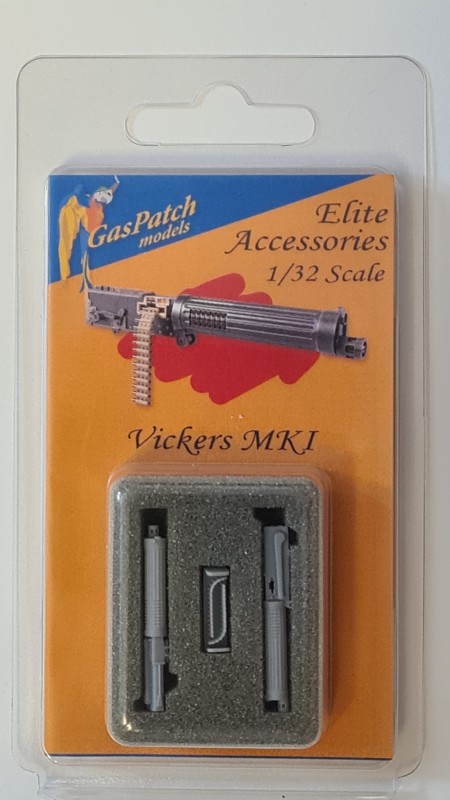 GasPatch
models
Elite
Accessories
1/32 Scale
Vickers MKI